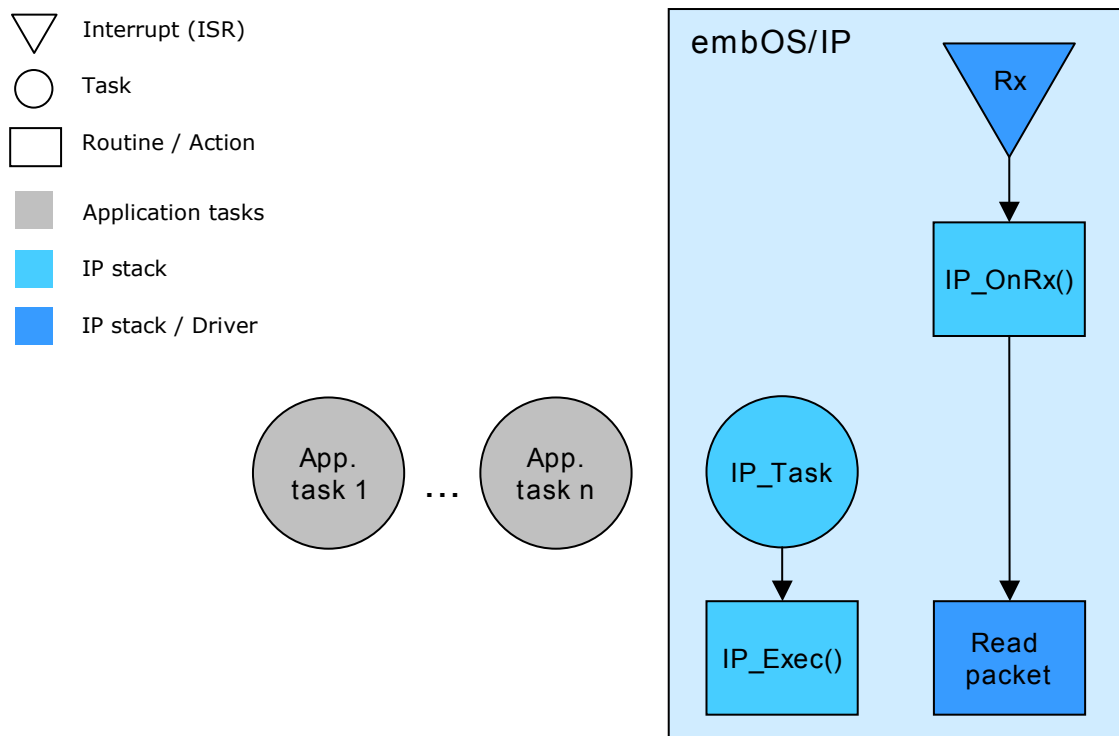 Interrupt (ISR)
Task
Routine / Action
Application tasks
IP stack
IP stack / Driver
embOS/IP
Rx
IP_OnRx()
App.
task 1
...
App.
task n
IP_Task
IP_Exec()
Read
packet